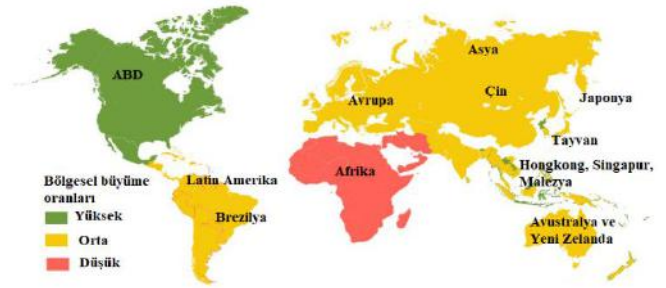 ABD
Asya
Çin
Avrupa
Japonya
Tayvan
Afrika
Hongkong, Singapur,
Malezya
Latin Amerika
Brezilya
Avustralya ve
Yeni Zelanda
Bölgesel büyüme
oranları
Yüksek
Orta
Düşük